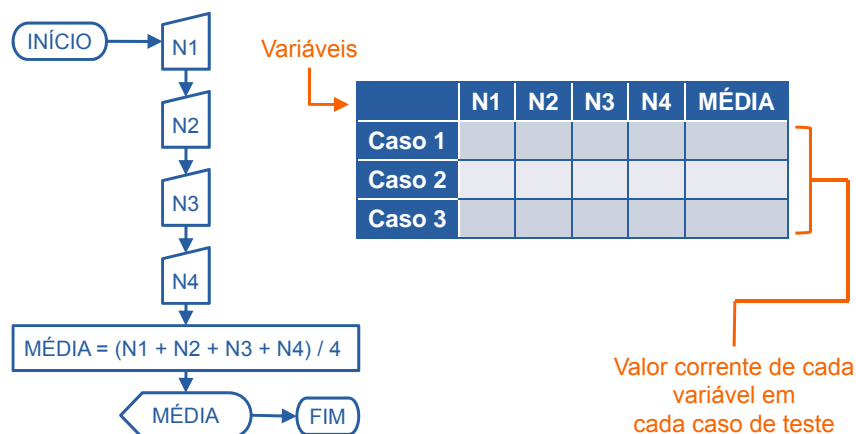 INÍCIO
N1
N2
N3
N4
MÉDIA = (N1 + N2 + N3 + N4) / 4
MÉDIA
FIM
Variáveis
N1 N2 N3 N4 MÉDIA
Caso 1
Caso 2
Caso 3
Valor corrente de cada
variável em
cada caso de teste